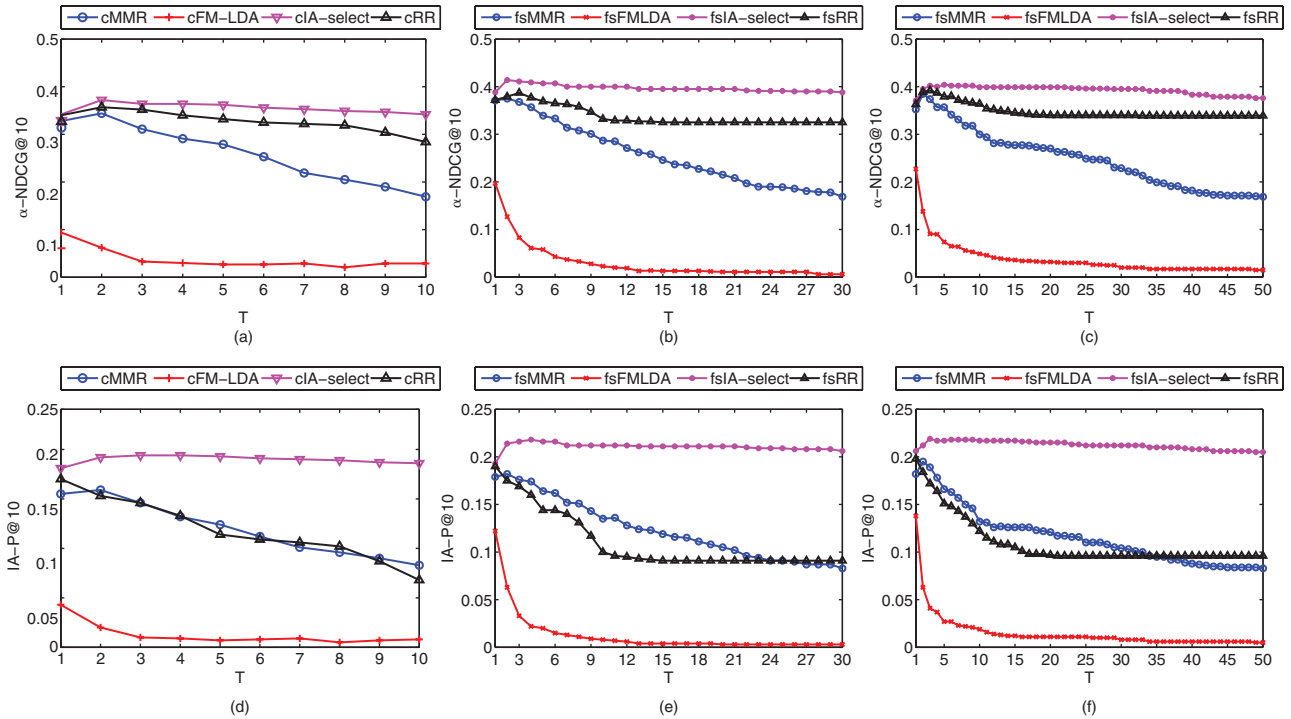 cMMR cFM−LDA cIA−select cRR
α−NDCG@10
0.5
0.4
0.3
0.2
0.1
0
1 2 3 4 5 6 7 8 9 10
T
(a)
fsMMR fsFMLDA fsIA−select fsRR
α−NDCG@10
0.5
0.4
0.3
0.2
0.1
0
1 3 6 9 12 15 18 21 24 27 30
T
(b)
fsMMR fsFMLDA fsIA−select fsRR
α−NDCG@10
0.5
0.4
0.3
0.2
0.1
0
1 5 10 15 20 25 30 35 40 45 50
T
(c)
cMMR cFM−LDA cIA−select cRR
IA−P@10
0.25
0.2
0.15
0.1
0.05
0
1 2 3 4 5 6 7 8 9 10
T
(d)
fsMMR fsFMLDA fsIA−select fsRR
IA−P@10
0.25
0.2
0.15
0.1
0.05
0
1 3 6 9 12 15 18 21 24 27 30
T
(e)
fsMMR fsFMLDA fsIA−select fsRR
IA−P@10
0.25
0.2
0.15
0.1
0.05
0
1 5 10 15 20 25 30 35 40 45 50
T
(f)